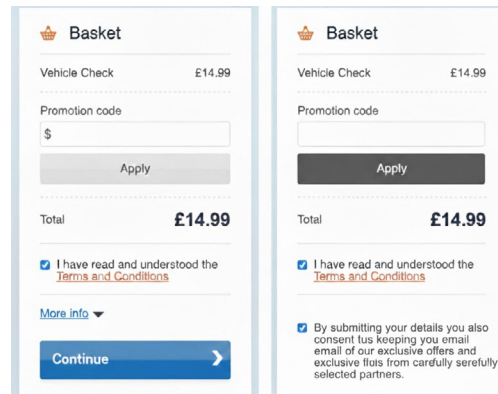 Basket
Vehicle Check £14.99
Promotion code
$
Apply
Total £14.99
I have read and understood the
Terms and Conditions
More info
Continue
Basket
Vehicle Check £14.99
Promotion code
Apply
Total £14.99
I have read and understood the
Terms and Conditions
By submitting your details you also
consent tus keeping you email
email of our exclusive offers and
exclusive flois from carefully serefully
selected partners.